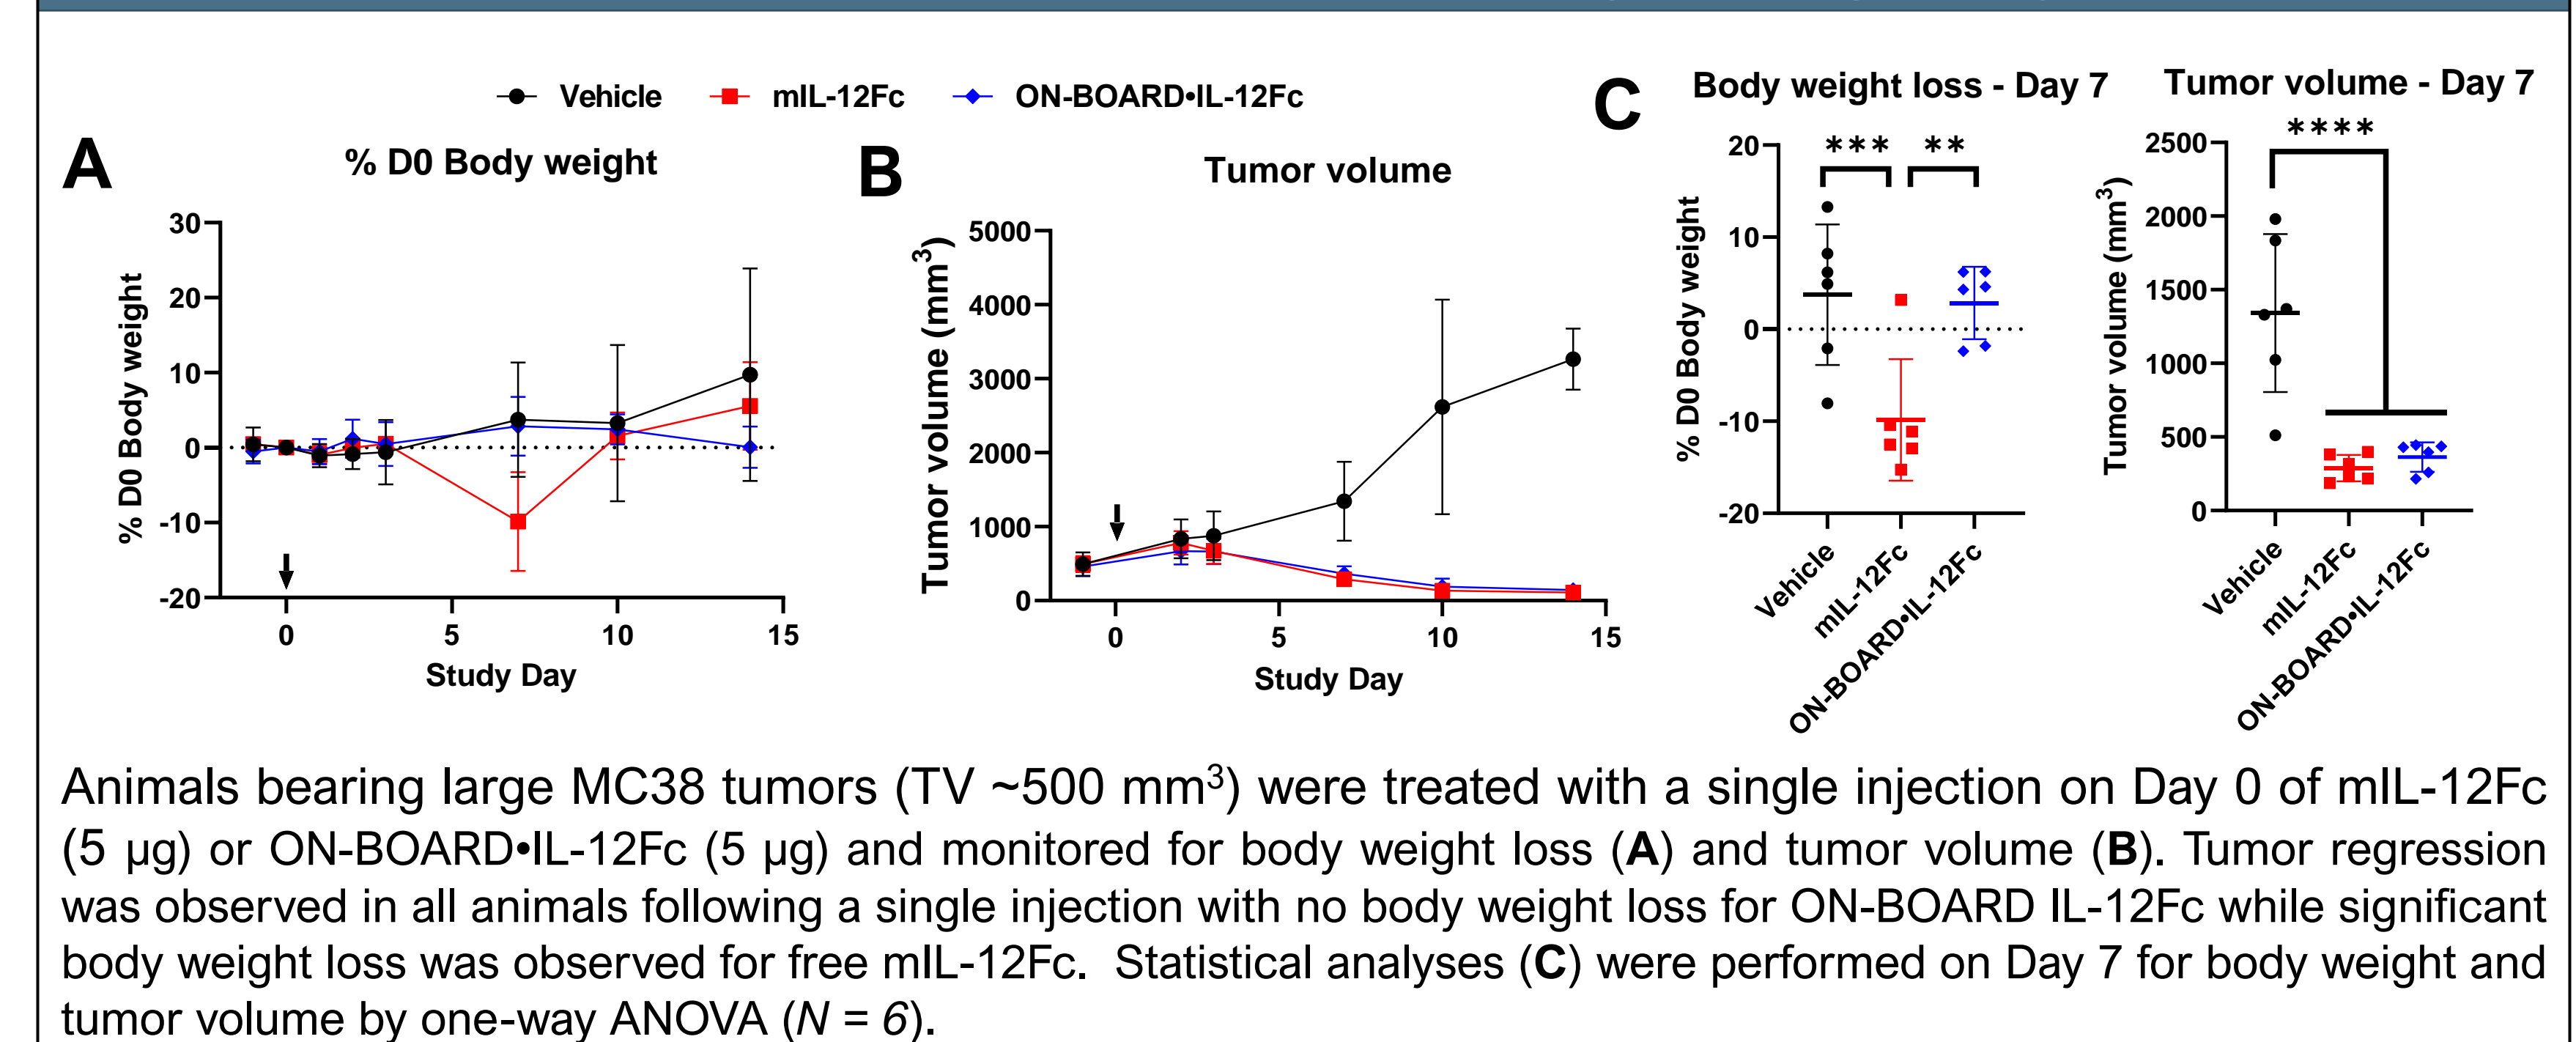 Vehicle mIL-12Fc ON-BOARD•IL-12Fc
A
% D0 Body weight
% D0 Body weight
30
20
10
0
-10
-20
0 5 10 15
Study Day
B
Tumor volume
Tumor volume (mm³)
5000
4000
3000
2000
1000
0
0 5 10 15
Study Day
C
Body weight loss - Day 7
*** **
% D0 Body weight
20
10
0
-10
-20
Vehicle
mIL-12Fc
ON-BOARD•IL-12Fc
Tumor volume - Day 7
****
Tumor volume (mm³)
2500
2000
1500
1000
500
0
Vehicle
mIL-12Fc
ON-BOARD•IL-12Fc
Animals bearing large MC38 tumors (TV ~500 mm³) were treated with a single injection on Day 0 of mIL-12Fc
(5 µg) or ON-BOARD•IL-12Fc (5 µg) and monitored for body weight loss (A) and tumor volume (B). Tumor regression
was observed in all animals following a single injection with no body weight loss for ON-BOARD IL-12Fc while significant
body weight loss was observed for free mIL-12Fc. Statistical analyses (C) were performed on Day 7 for body weight and
tumor volume by one-way ANOVA (N = 6).